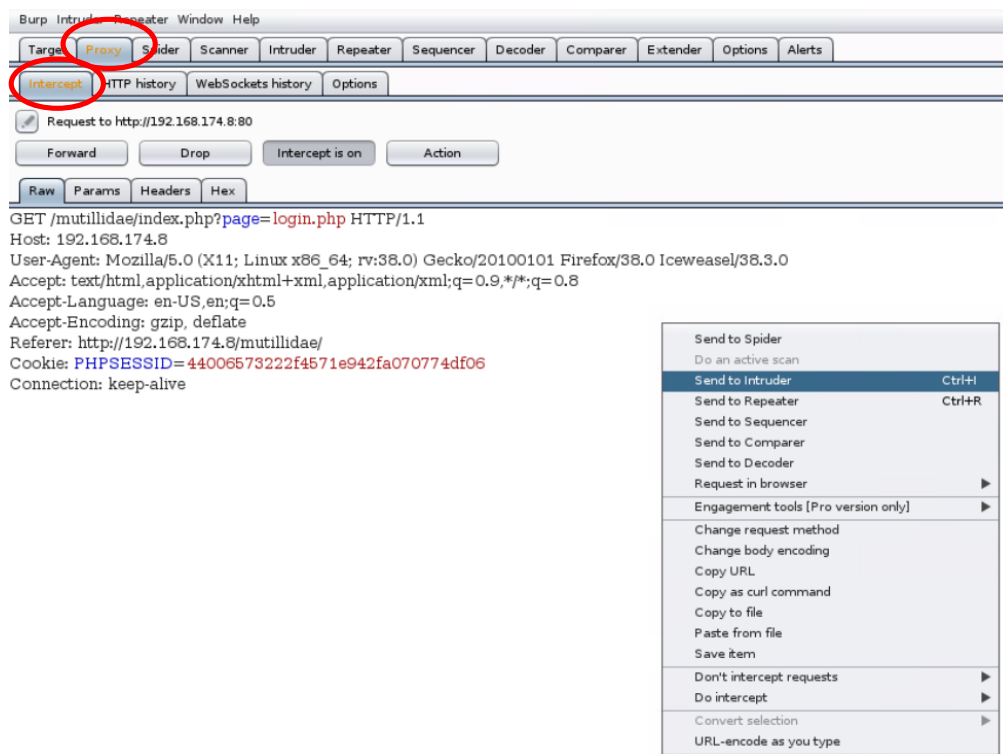 Burp Intruder Repeater Window Help
Target Proxy Spider Scanner Intruder Repeater Sequencer Decoder Comparer Extender Options Alerts
Intercept HTTP history WebSockets history Options
Request to http://192.168.174.8:80
Forward Drop Intercept is on Action
Raw Params Headers Hex
GET /mutillidae/index.php?page=login.php HTTP/1.1
Host: 192.168.174.8
User-Agent: Mozilla/5.0 (X11; Linux x86_64; rv:38.0) Gecko/20100101 Firefox/38.0 Iceweasel/38.3.0
Accept: text/html,application/xhtml+xml,application/xml;q=0.9,*/*;q=0.8
Accept-Language: en-US,en;q=0.5
Accept-Encoding: gzip, deflate
Referer: http://192.168.174.8/mutillidae/
Cookie: PHPSESSID=44006573222f4571e942fa070774df06
Connection: keep-alive
Send to Spider
Do an active scan
Send to Intruder Ctrl+I
Send to Repeater Ctrl+R
Send to Sequencer
Send to Comparer
Send to Decoder
Request in browser
Engagement tools [Pro version only]
Change request method
Change body encoding
Copy URL
Copy as curl command
Copy to file
Paste from file
Save item
Don't intercept requests
Do intercept
Convert selection
URL-encode as you type